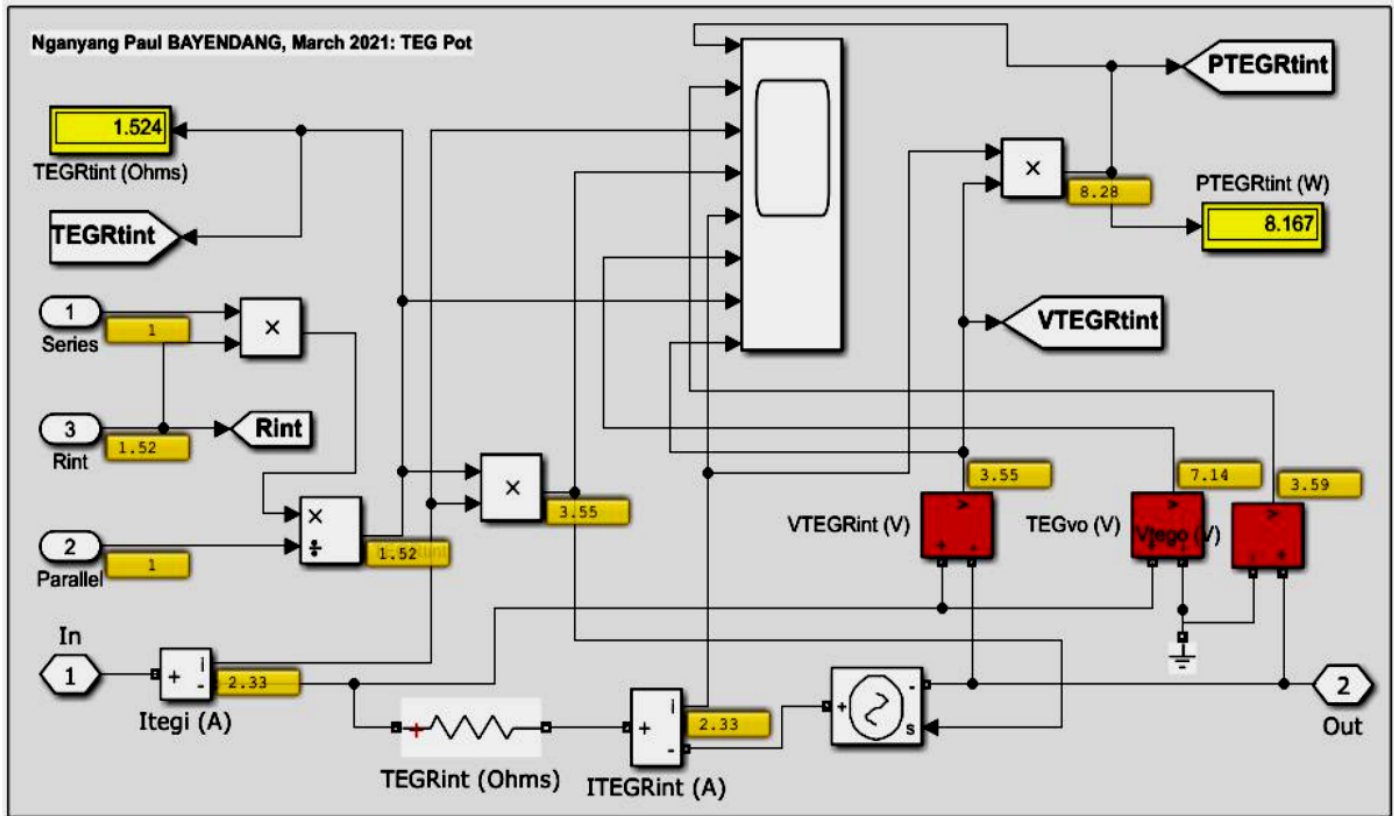 Nganyang Paul BAYENDANG, March 2021: TEG Pot
PTEGRtint
1.524
TEGRtint (Ohms)
×
8.28
PTEGRtint (W)
8.167
TEGRtint
1
Series
1
×
VTEGRtint
3
Rint
1.52
Rint
×
3.55
3.55
7.14
3.59
VTEGRint (V)
TEGvo (V)
Vtego (V)
×
÷
1.52
2
Parallel
1
In
1
+
i
-
2.33
Itegi (A)
+
TEGRint (Ohms)
+
i
-
2.33
ITEGRint (A)
+
-
s
2
Out